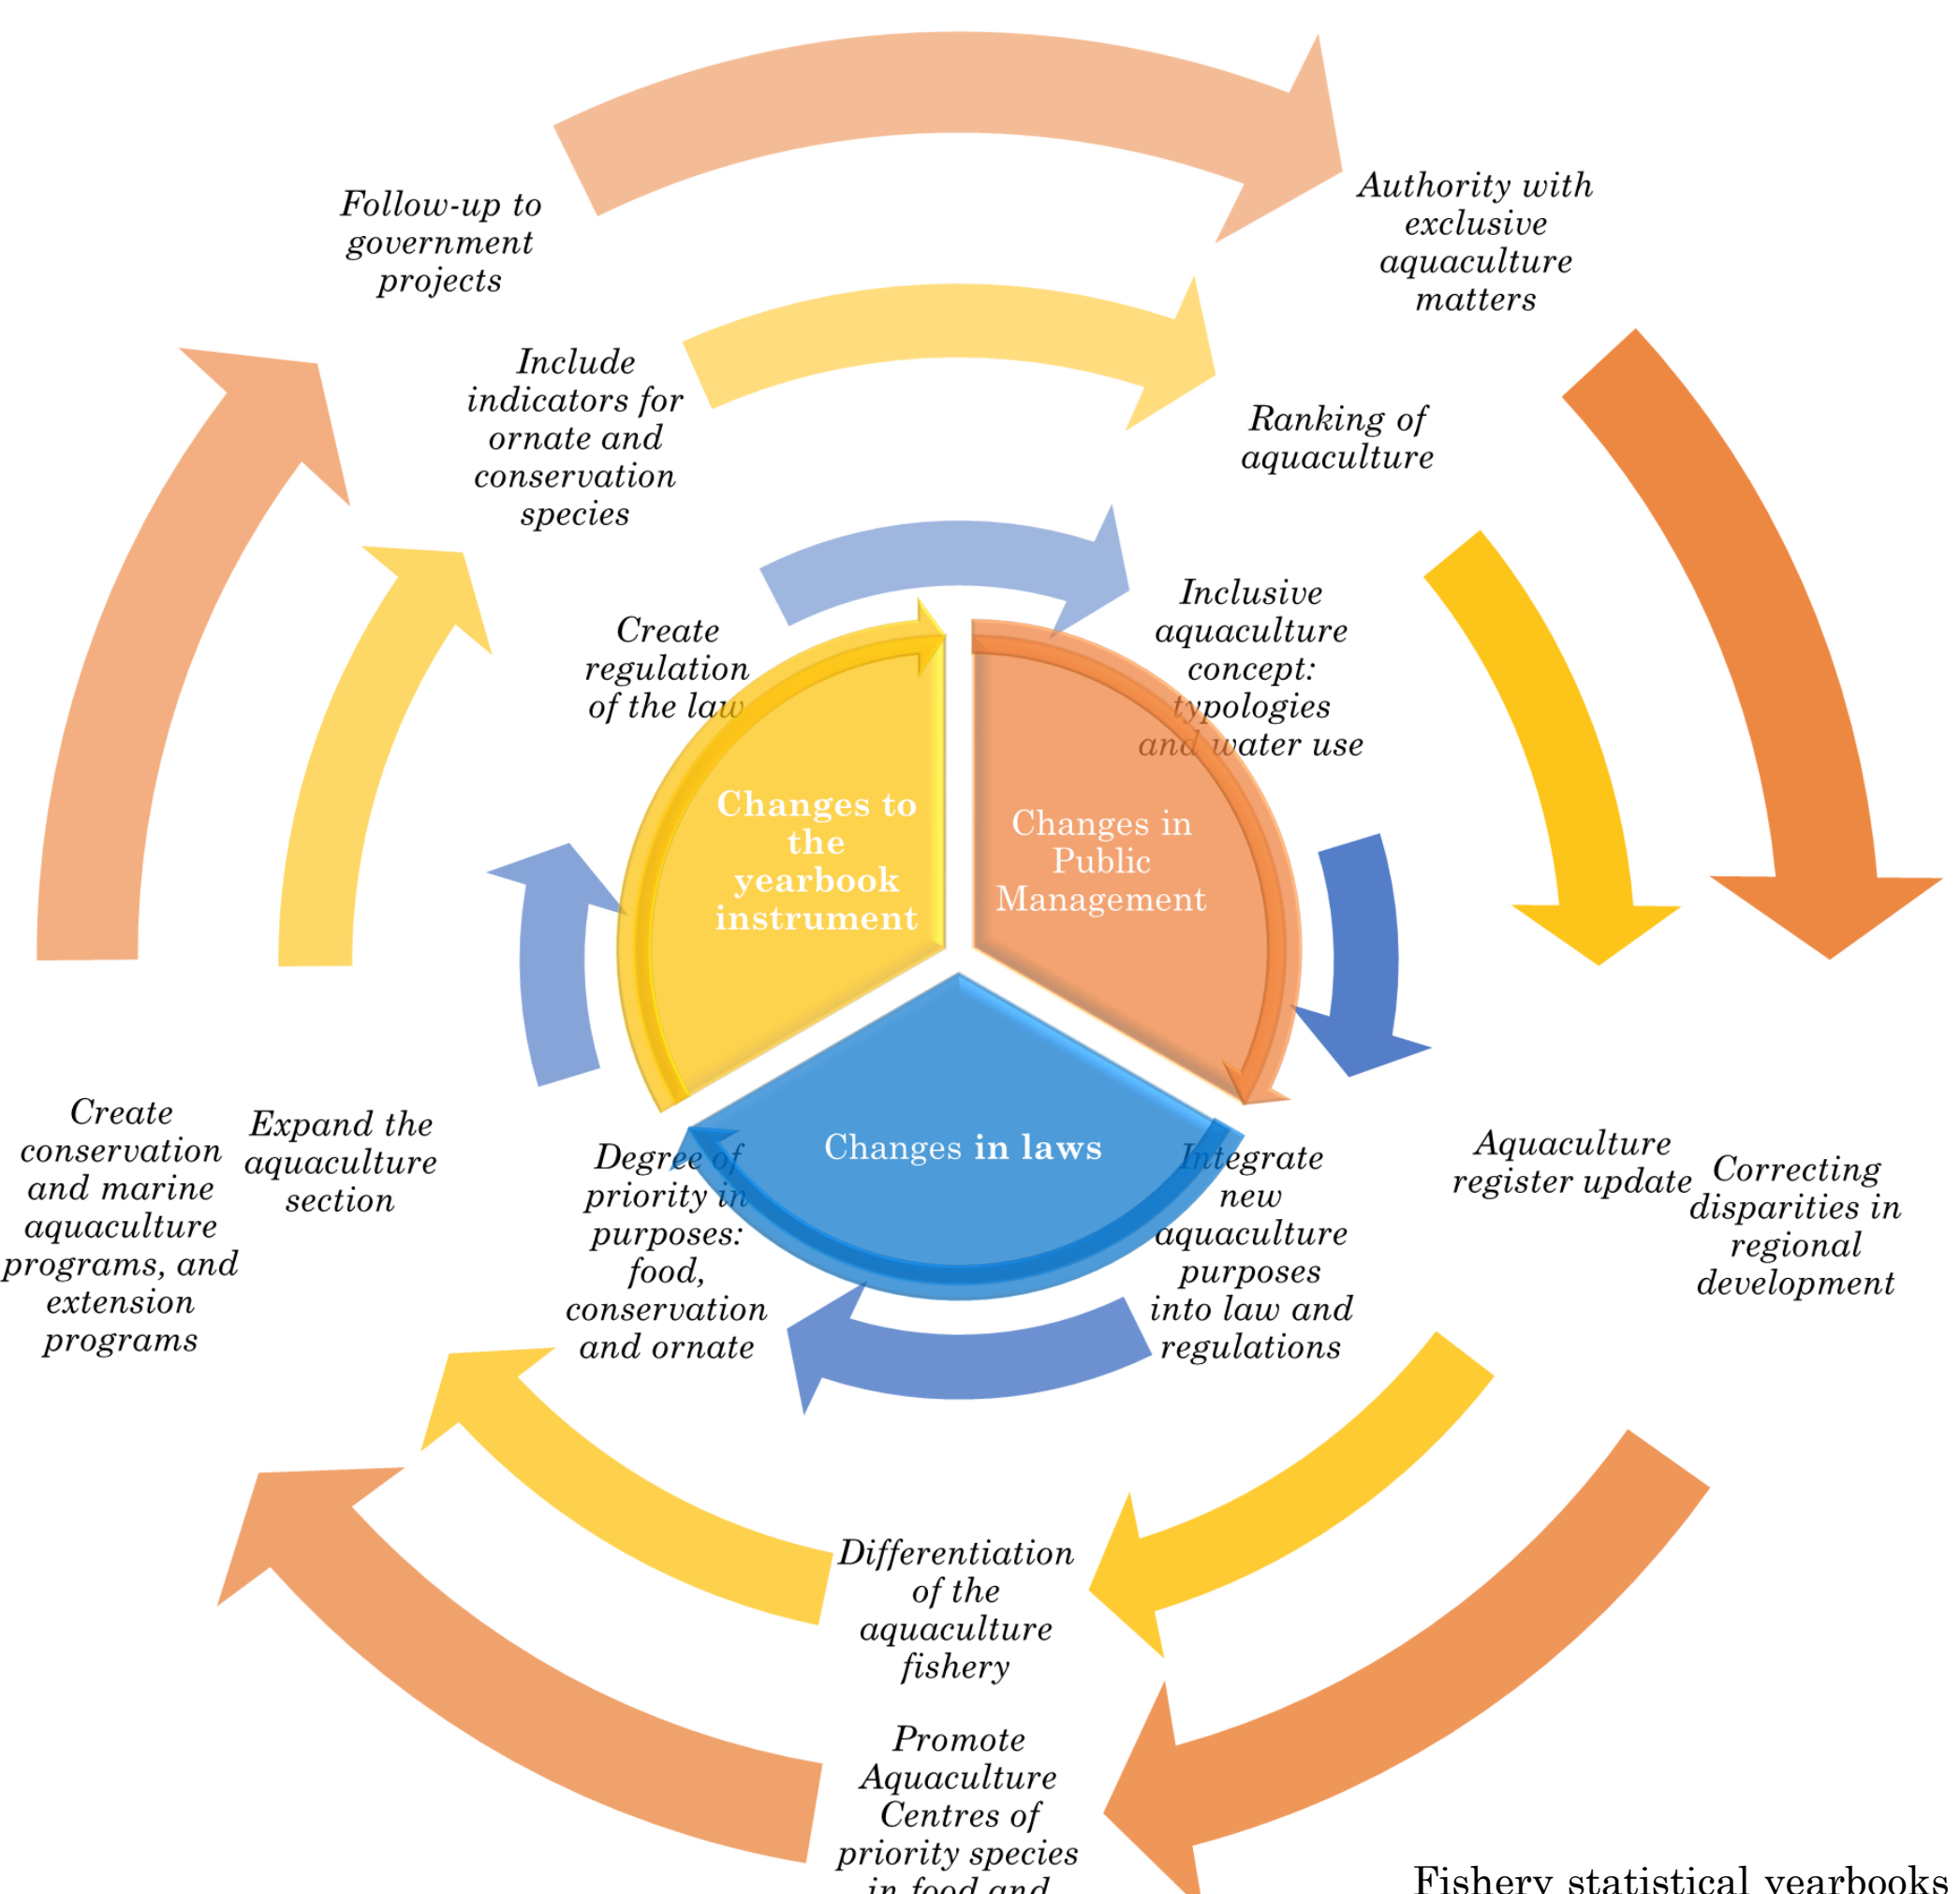 Follow-up to
government
projects
Authority with
exclusive
aquaculture
matters
Include
indicators for
ornate and
conservation
species
Ranking of
aquaculture
Create
regulation
of the law
Inclusive
aquaculture
concept:
typologies
and water use
Changes to
the
yearbook
instrument
Changes in
Public
Management
Changes in laws
Create
conservation
and marine
aquaculture
programs, and
extension
programs
Expand the
aquaculture
section
Degree of
priority in
purposes:
food,
conservation
and ornate
Integrate
new
aquaculture
purposes
into law and
regulations
Aquaculture
register update
Correcting
disparities in
regional
development
Differentiation
of the
aquaculture
fishery
Promote
Aquaculture
Centres of
priority species
in food and
Fishery statistical yearbooks